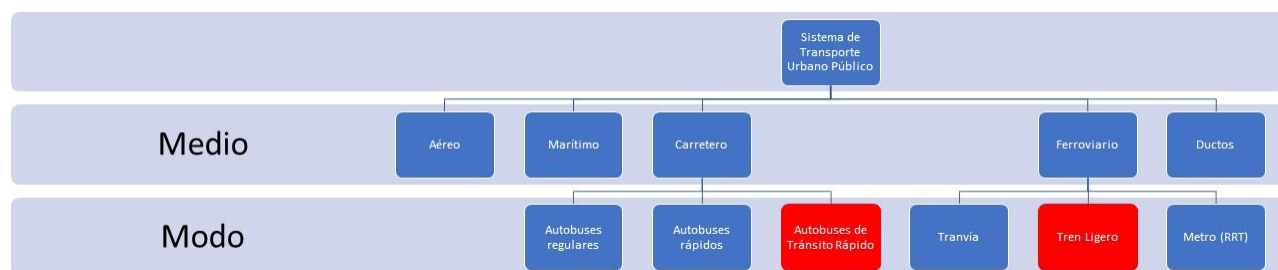 Sistema de
Transporte
Urbano Público
Medio
Aéreo
Marítimo
Carretero
Ferroviario
Ductos
Modo
Autobuses
regulares
Autobuses
rápidos
Autobuses de
Tránsito Rápido
Tranvía
Tren Ligero
Metro (RRT)